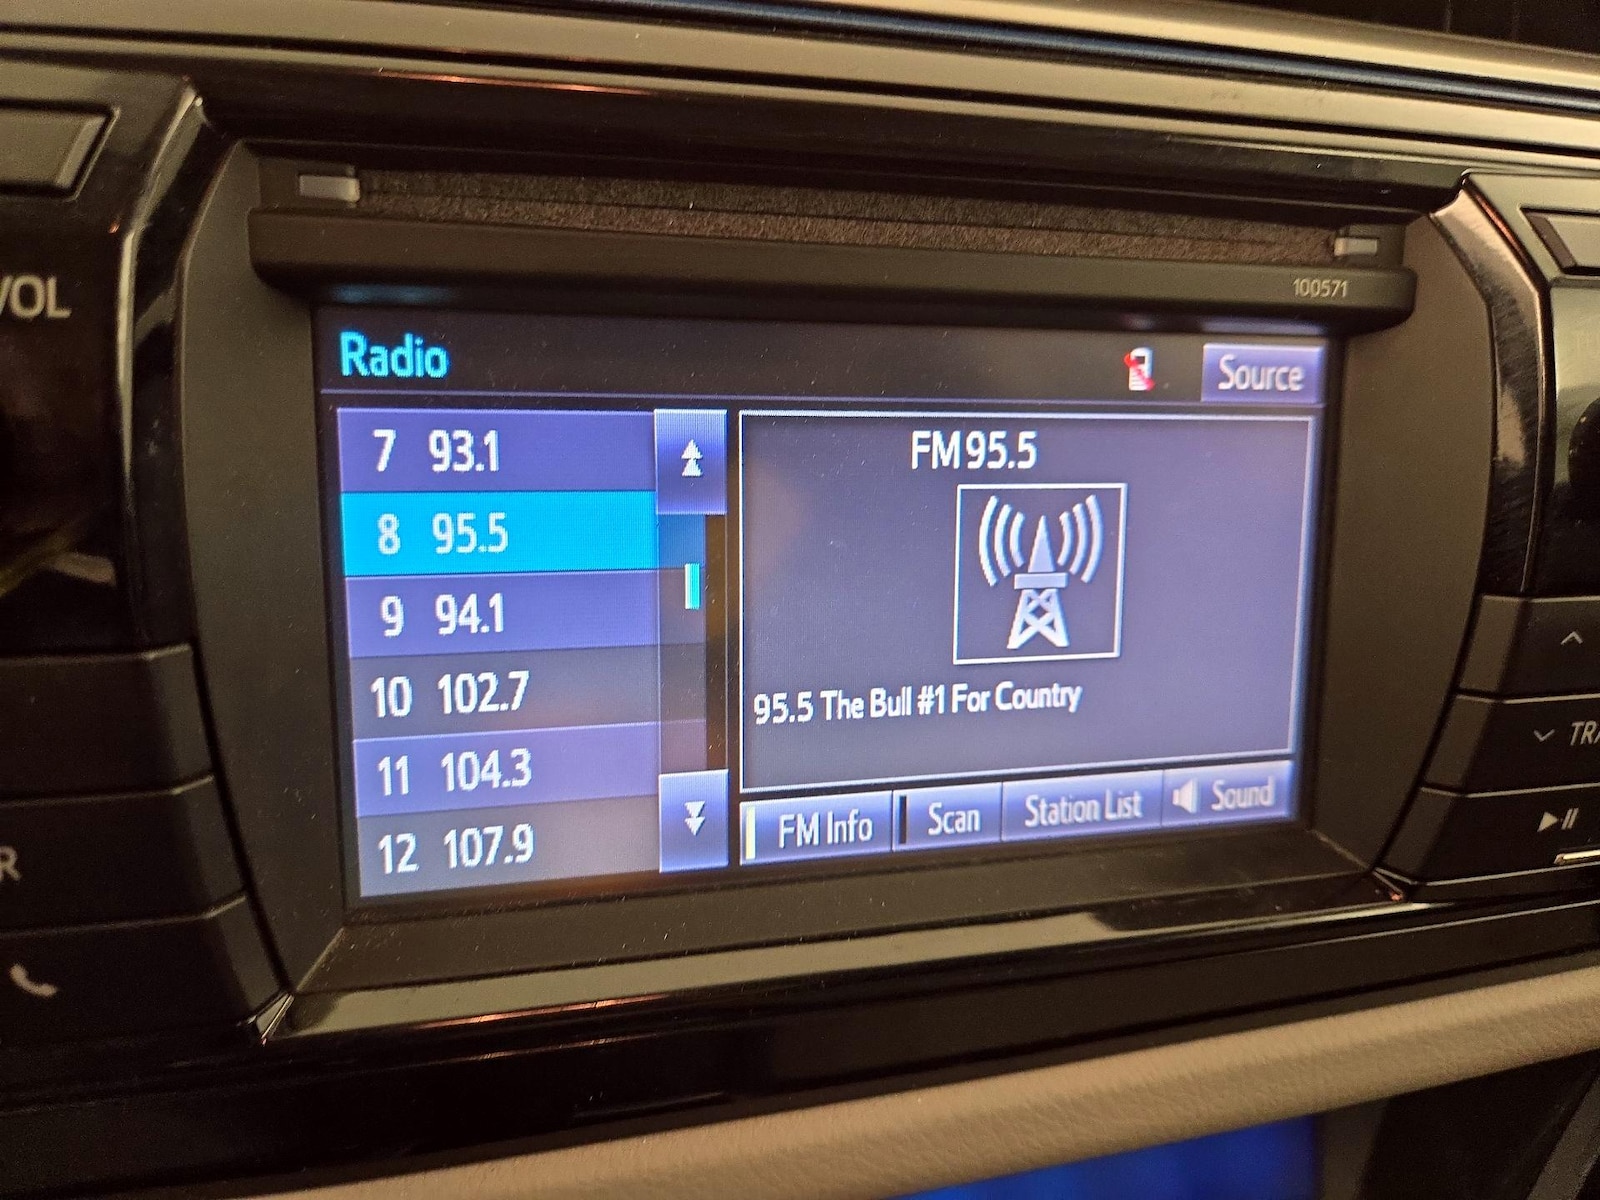 VOL
100571
Radio
Source
7 93.1
8 95.5
9 94.1
10 102.7
11 104.3
12 107.9
FM 95.5
95.5 The Bull #1 For Country
FM Info
Scan
Station List
Sound